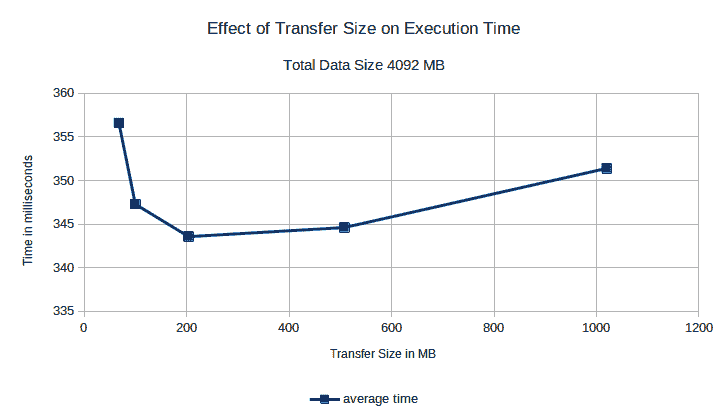 Effect of Transfer Size on Execution Time
Total Data Size 4092 MB
360
355
350
345
340
335
Time in milliseconds
0
200
400
600
800
1000
1200
Transfer Size in MB
average time